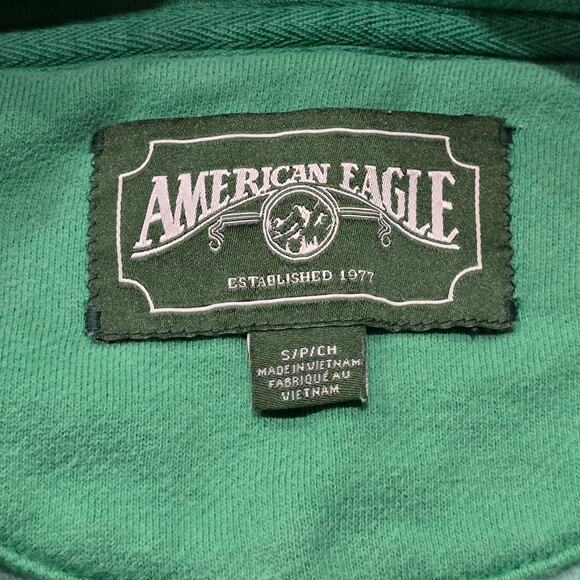 AMERICAN EAGLE
ESTABLISHED 1977
S/P/CH
MADE IN VIETNAM
FABRIQUÉ AU
VIETNAM